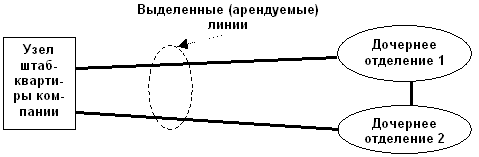 Выделенные (арендуемые)
линии
Узел
штаб-
кварти-
ры ком-
пании
Дочернее
отделение 1
Дочернее
отделение 2